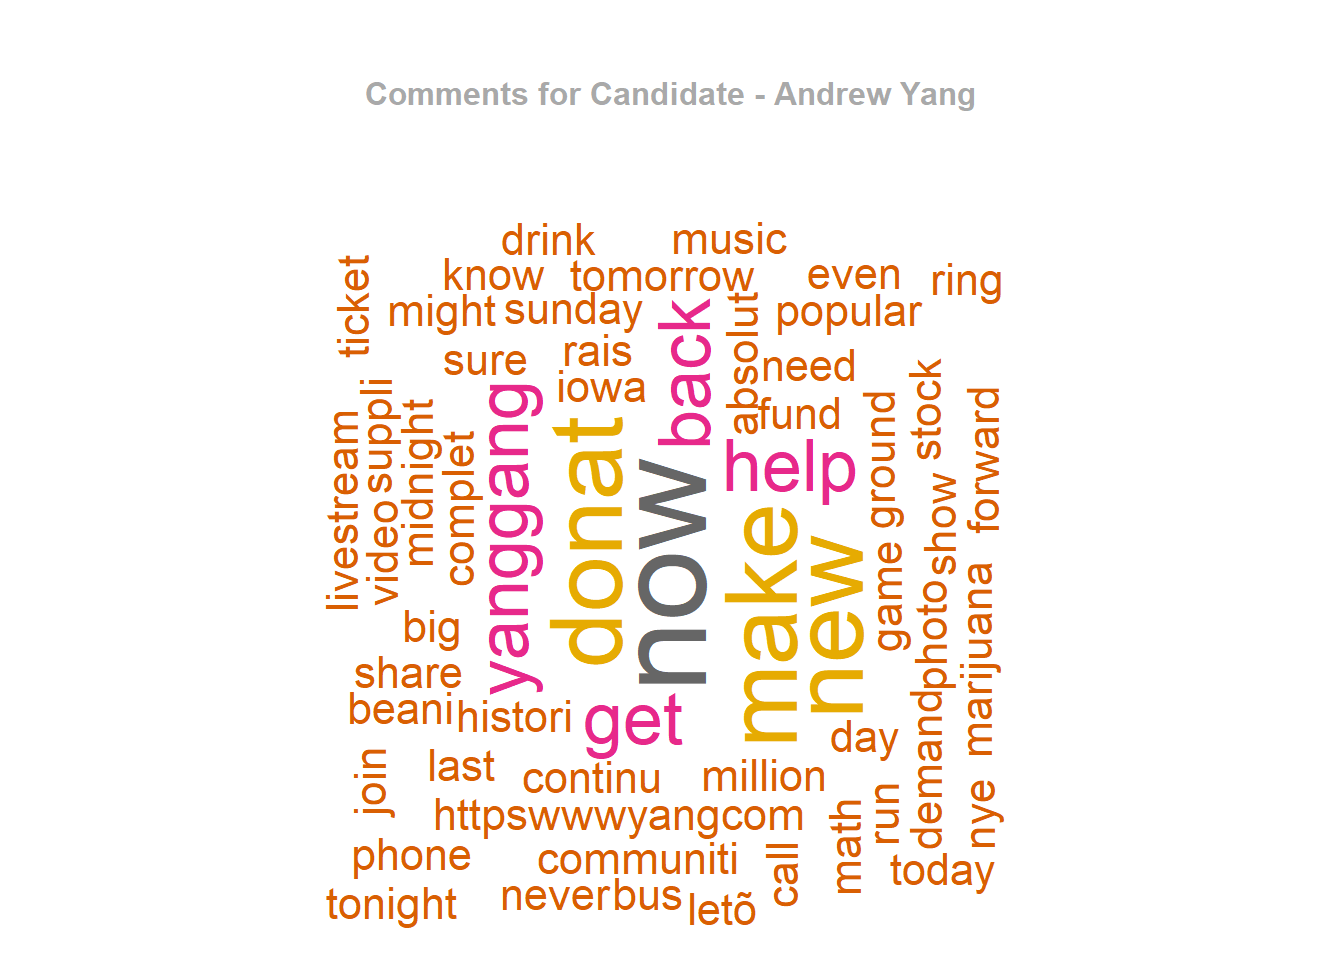 Comments for Candidate - Andrew Yang
drink
music
know
tomorrow
even
ring
ticket
might
sunday
back
absolut
popular
sure
rais
need
iowa
fund
stock
livestream
suppli
video
midnight
complet
yanggang
donat
now
help
make
new
ground
game
show
photo
forward
marijuana
big
share
beani
histori
get
day
demand
join
last
continu
million
httpswwwyangcom
math
run
nye
phone
communiti
call
today
tonight
never
bus
letõ